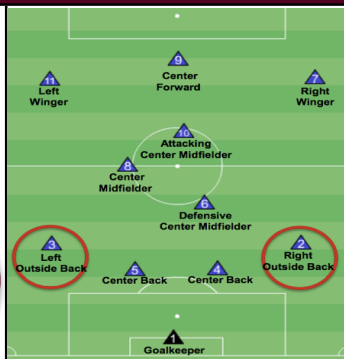 9
Center
Forward
11
Left
Winger
7
Right
Winger
10
Attacking
Center Midfielder
8
Center
Midfielder
6
Defensive
Center Midfielder
3
Left
Outside Back
2
Right
Outside Back
5
Center Back
4
Center Back
1
Goalkeeper